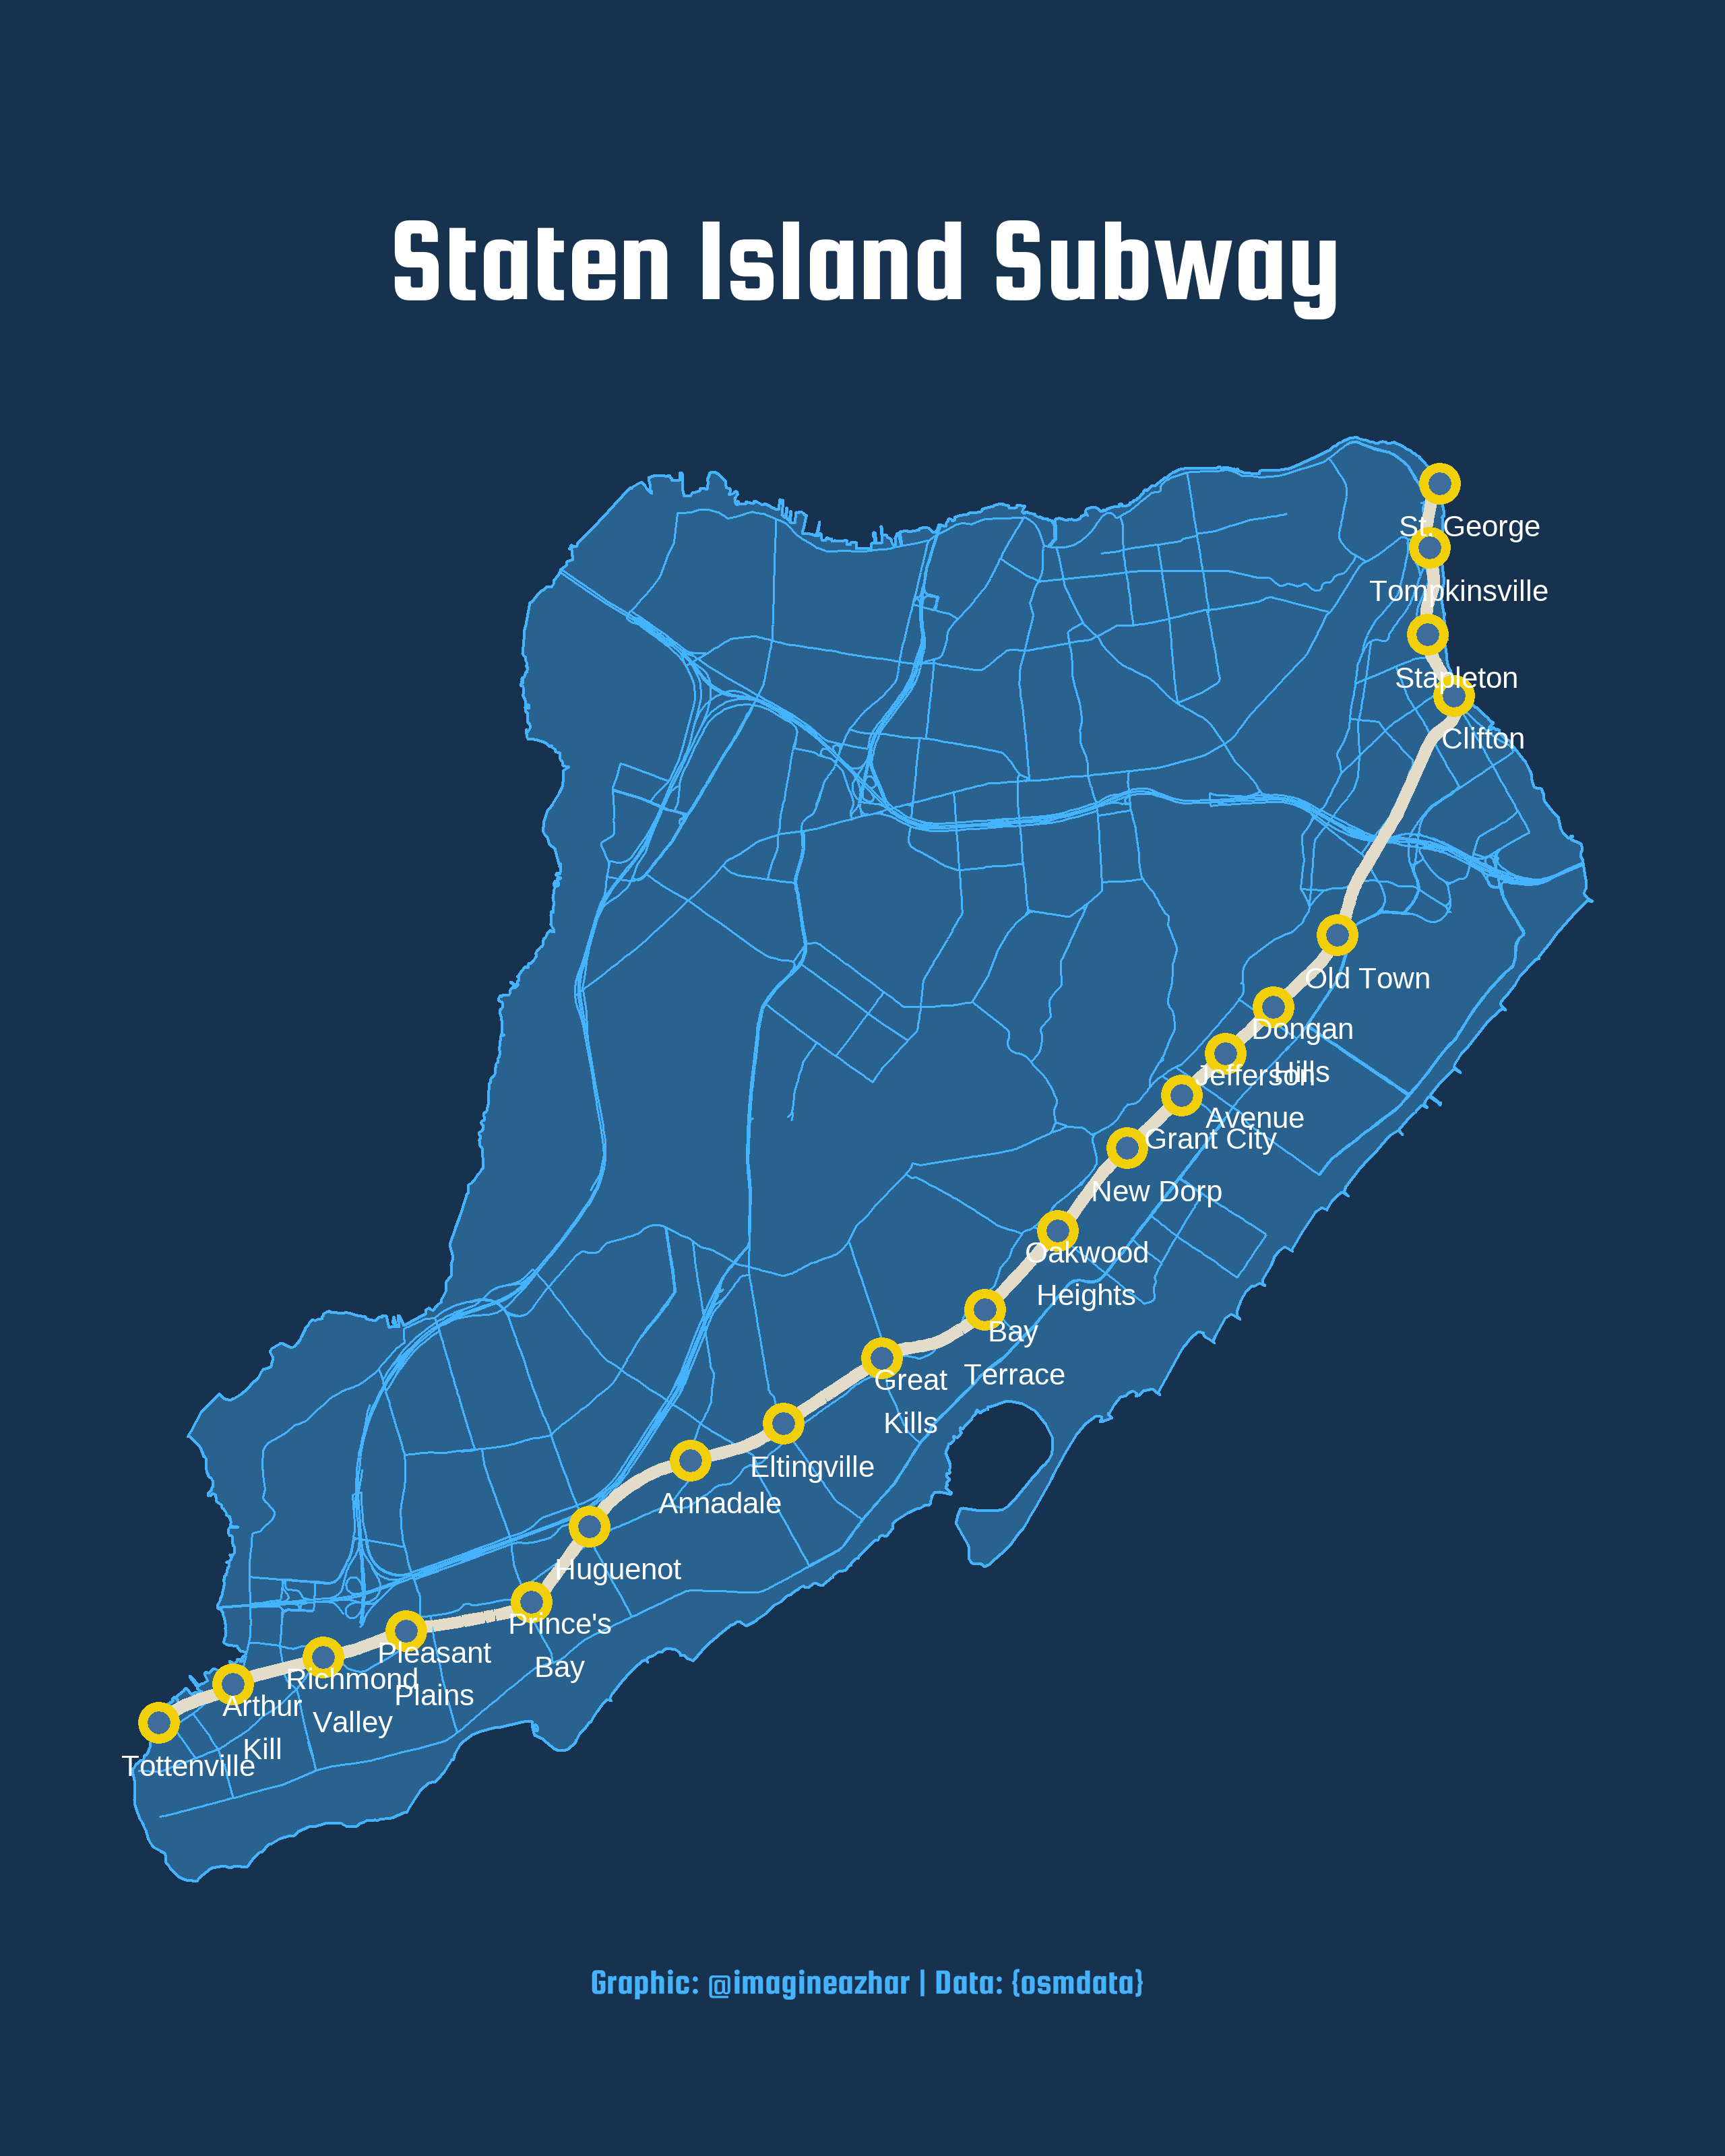 Staten Island Subway
St. George
Tompkinsville
Stapleton
Clifton
Old Town
Dongan
Hills
Jefferson
Avenue
Grant City
New Dorp
Oakwood
Heights
Bay
Terrace
Great
Kills
Eltingville
Annadale
Huguenot
Prince's
Bay
Pleasant
Plains
Richmond
Valley
Arthur
Kill
Tottenville
Graphic: @imagineazhar | Data: {osmdata}